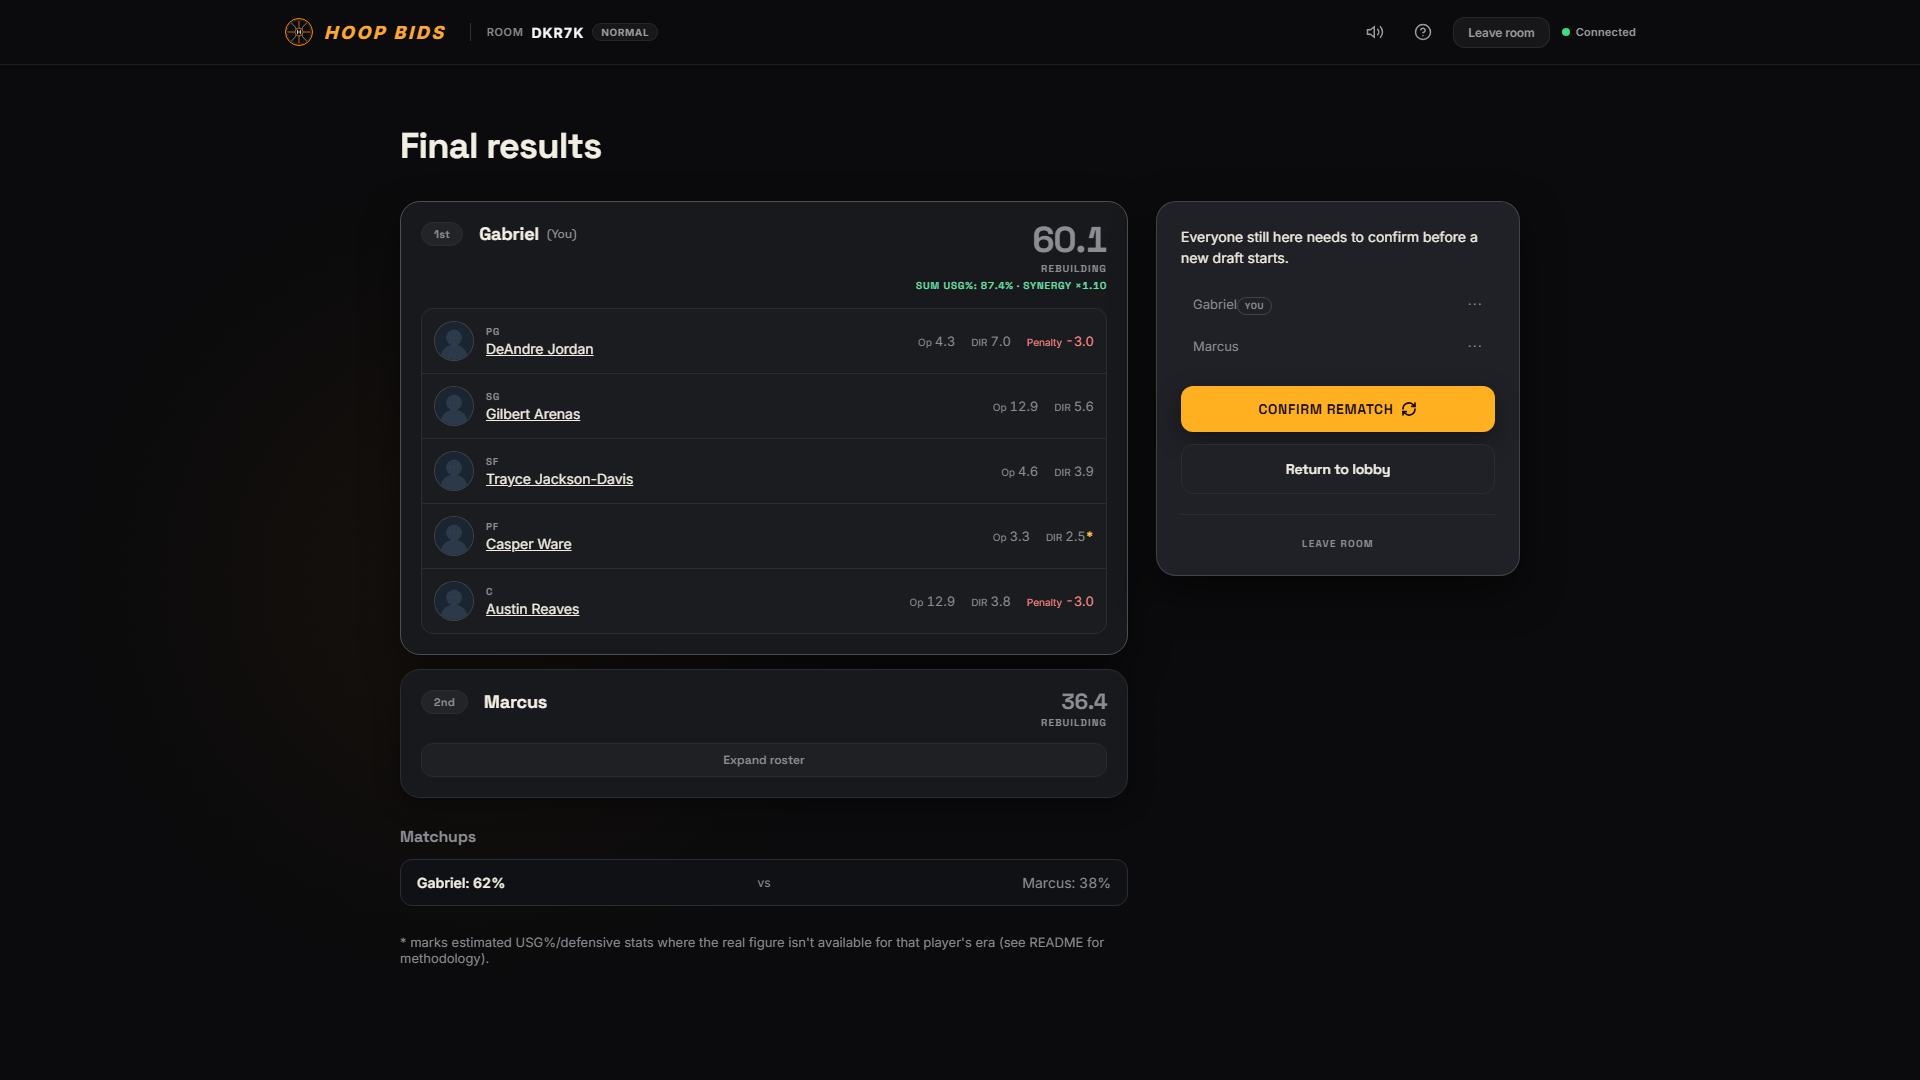 HOOP BIDS
ROOM DKR7K NORMAL
Leave room
Connected
Final results
1st Gabriel (You)
60.1
REBUILDING
SUM USG%: 87.4% · SYNERGY ×1.10
PG
DeAndre Jordan
Op 4.3 DIR 7.0 Penalty -3.0
SG
Gilbert Arenas
Op 12.9 DIR 5.6
SF
Trayce Jackson-Davis
Op 4.6 DIR 3.9
PF
Casper Ware
Op 3.3 DIR 2.5*
C
Austin Reaves
Op 12.9 DIR 3.8 Penalty -3.0
2nd Marcus
36.4
REBUILDING
Expand roster
Matchups
Gabriel: 62% vs Marcus: 38%
* marks estimated USG%/defensive stats where the real figure isn't available for that player's era (see README for
methodology).
Everyone still here needs to confirm before a
new draft starts.
Gabriel YOU ...
Marcus ...
CONFIRM REMATCH
Return to lobby
LEAVE ROOM